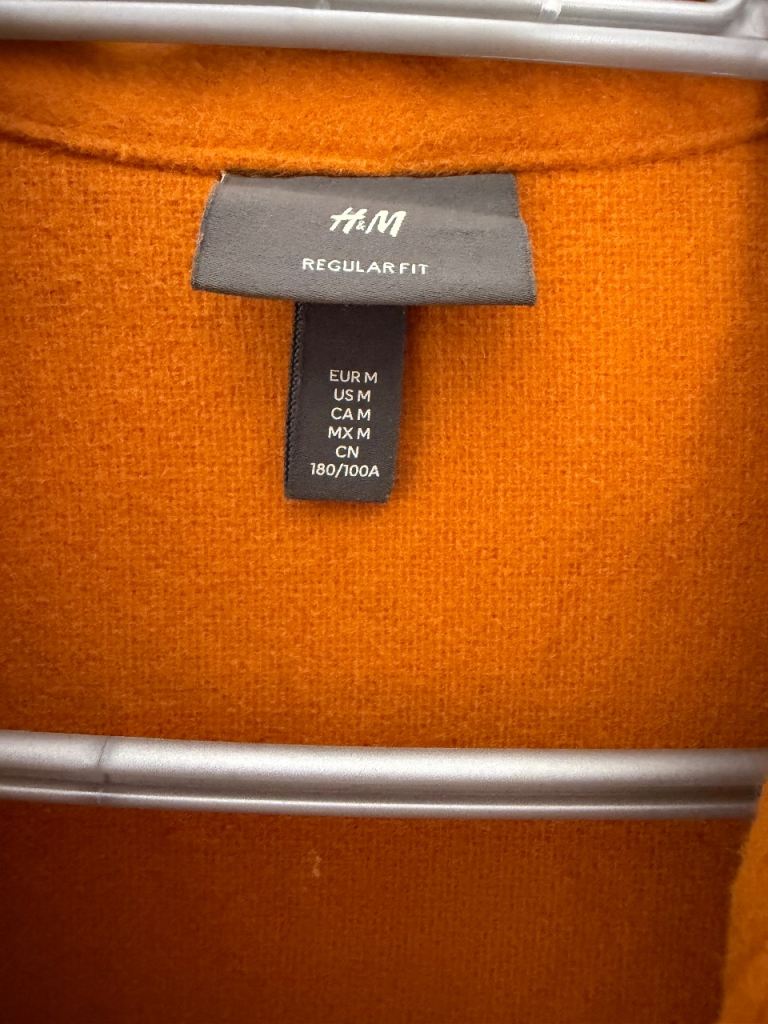 H&M
REGULAR FIT
EUR M
US M
CA M
MX M
CN
180/100A